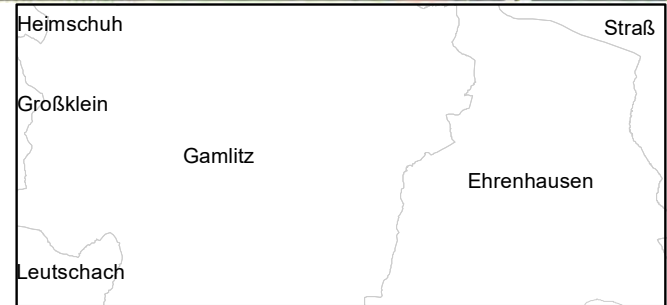 Heimschuh
Straß
Großklein
Gamlitz
Ehrenhausen
Leutschach